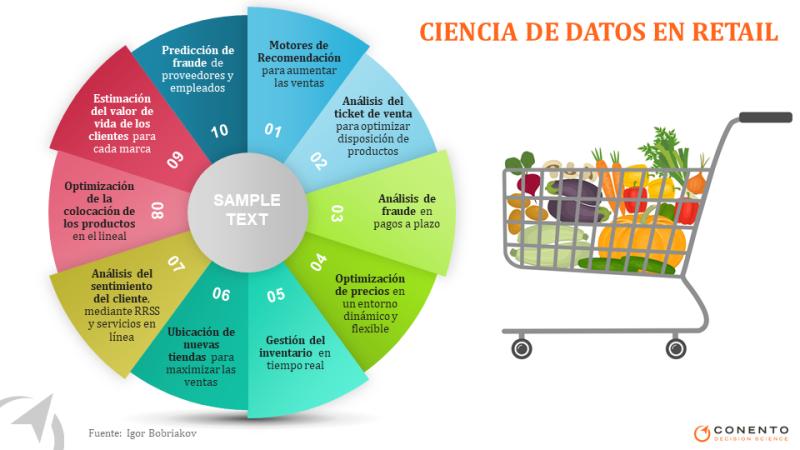 CIENCIA DE DATOS EN RETAIL
Motores de
Recomendación
para aumentar
las ventas
01
Análisis del
ticket de venta
para optimizar
disposición de
productos
02
Análisis de
fraude en
pagos a plazo
03
Optimización
de precios en
un entorno
dinámico y
flexible
04
Gestión del
inventario en
tiempo real
05
Ubicación de
nuevas
tiendas para
maximizar las
ventas
06
Análisis del
sentimiento
del cliente,
mediante RRSS
y servicios en
línea
07
Optimización
de la
colocación de
los productos
en el lineal
08
Estimación
del valor de
vida de los
clientes para
cada marca
09
Predicción de
fraude de
proveedores y
empleados
10
SAMPLE
TEXT
Fuente: Igor Bobriakov
CONENTO
DECISION SCIENCE